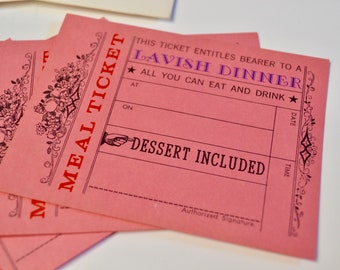 MEAL TICKET
THIS TICKET ENTITLES BEARER TO A
LAVISH DINNER
★ ALL YOU CAN EAT AND DRINK ★
AT
ON
DATE
DESSERT INCLUDED
TIME
Authorized Signature